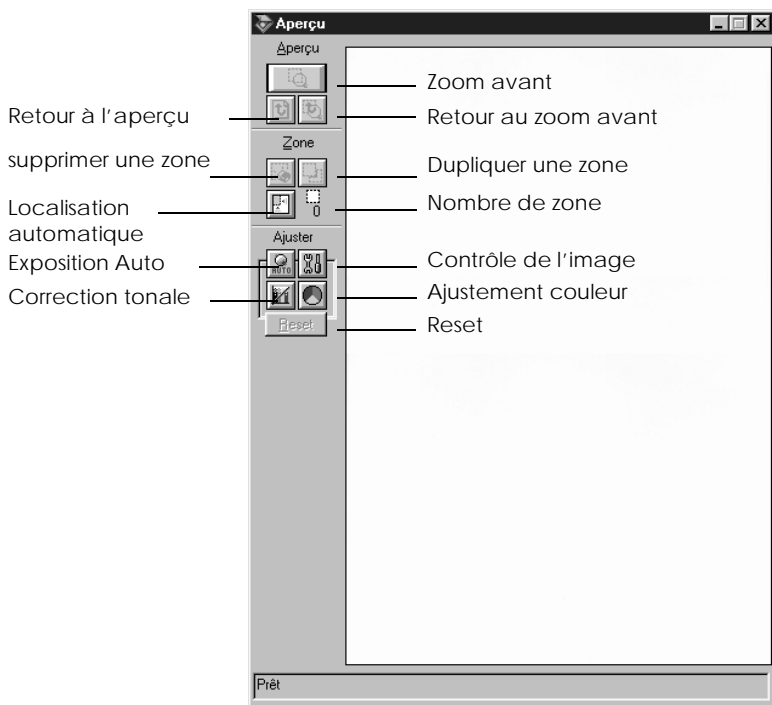 Aperçu
Aperçu
Zoom avant
Retour à l'aperçu
Retour au zoom avant
Zone
supprimer une zone
Dupliquer une zone
Localisation
automatique
0
Nombre de zone
Ajuster
Exposition Auto
AUTO
Contrôle de l'image
Correction tonale
Ajustement couleur
Reset
Reset
Prêt